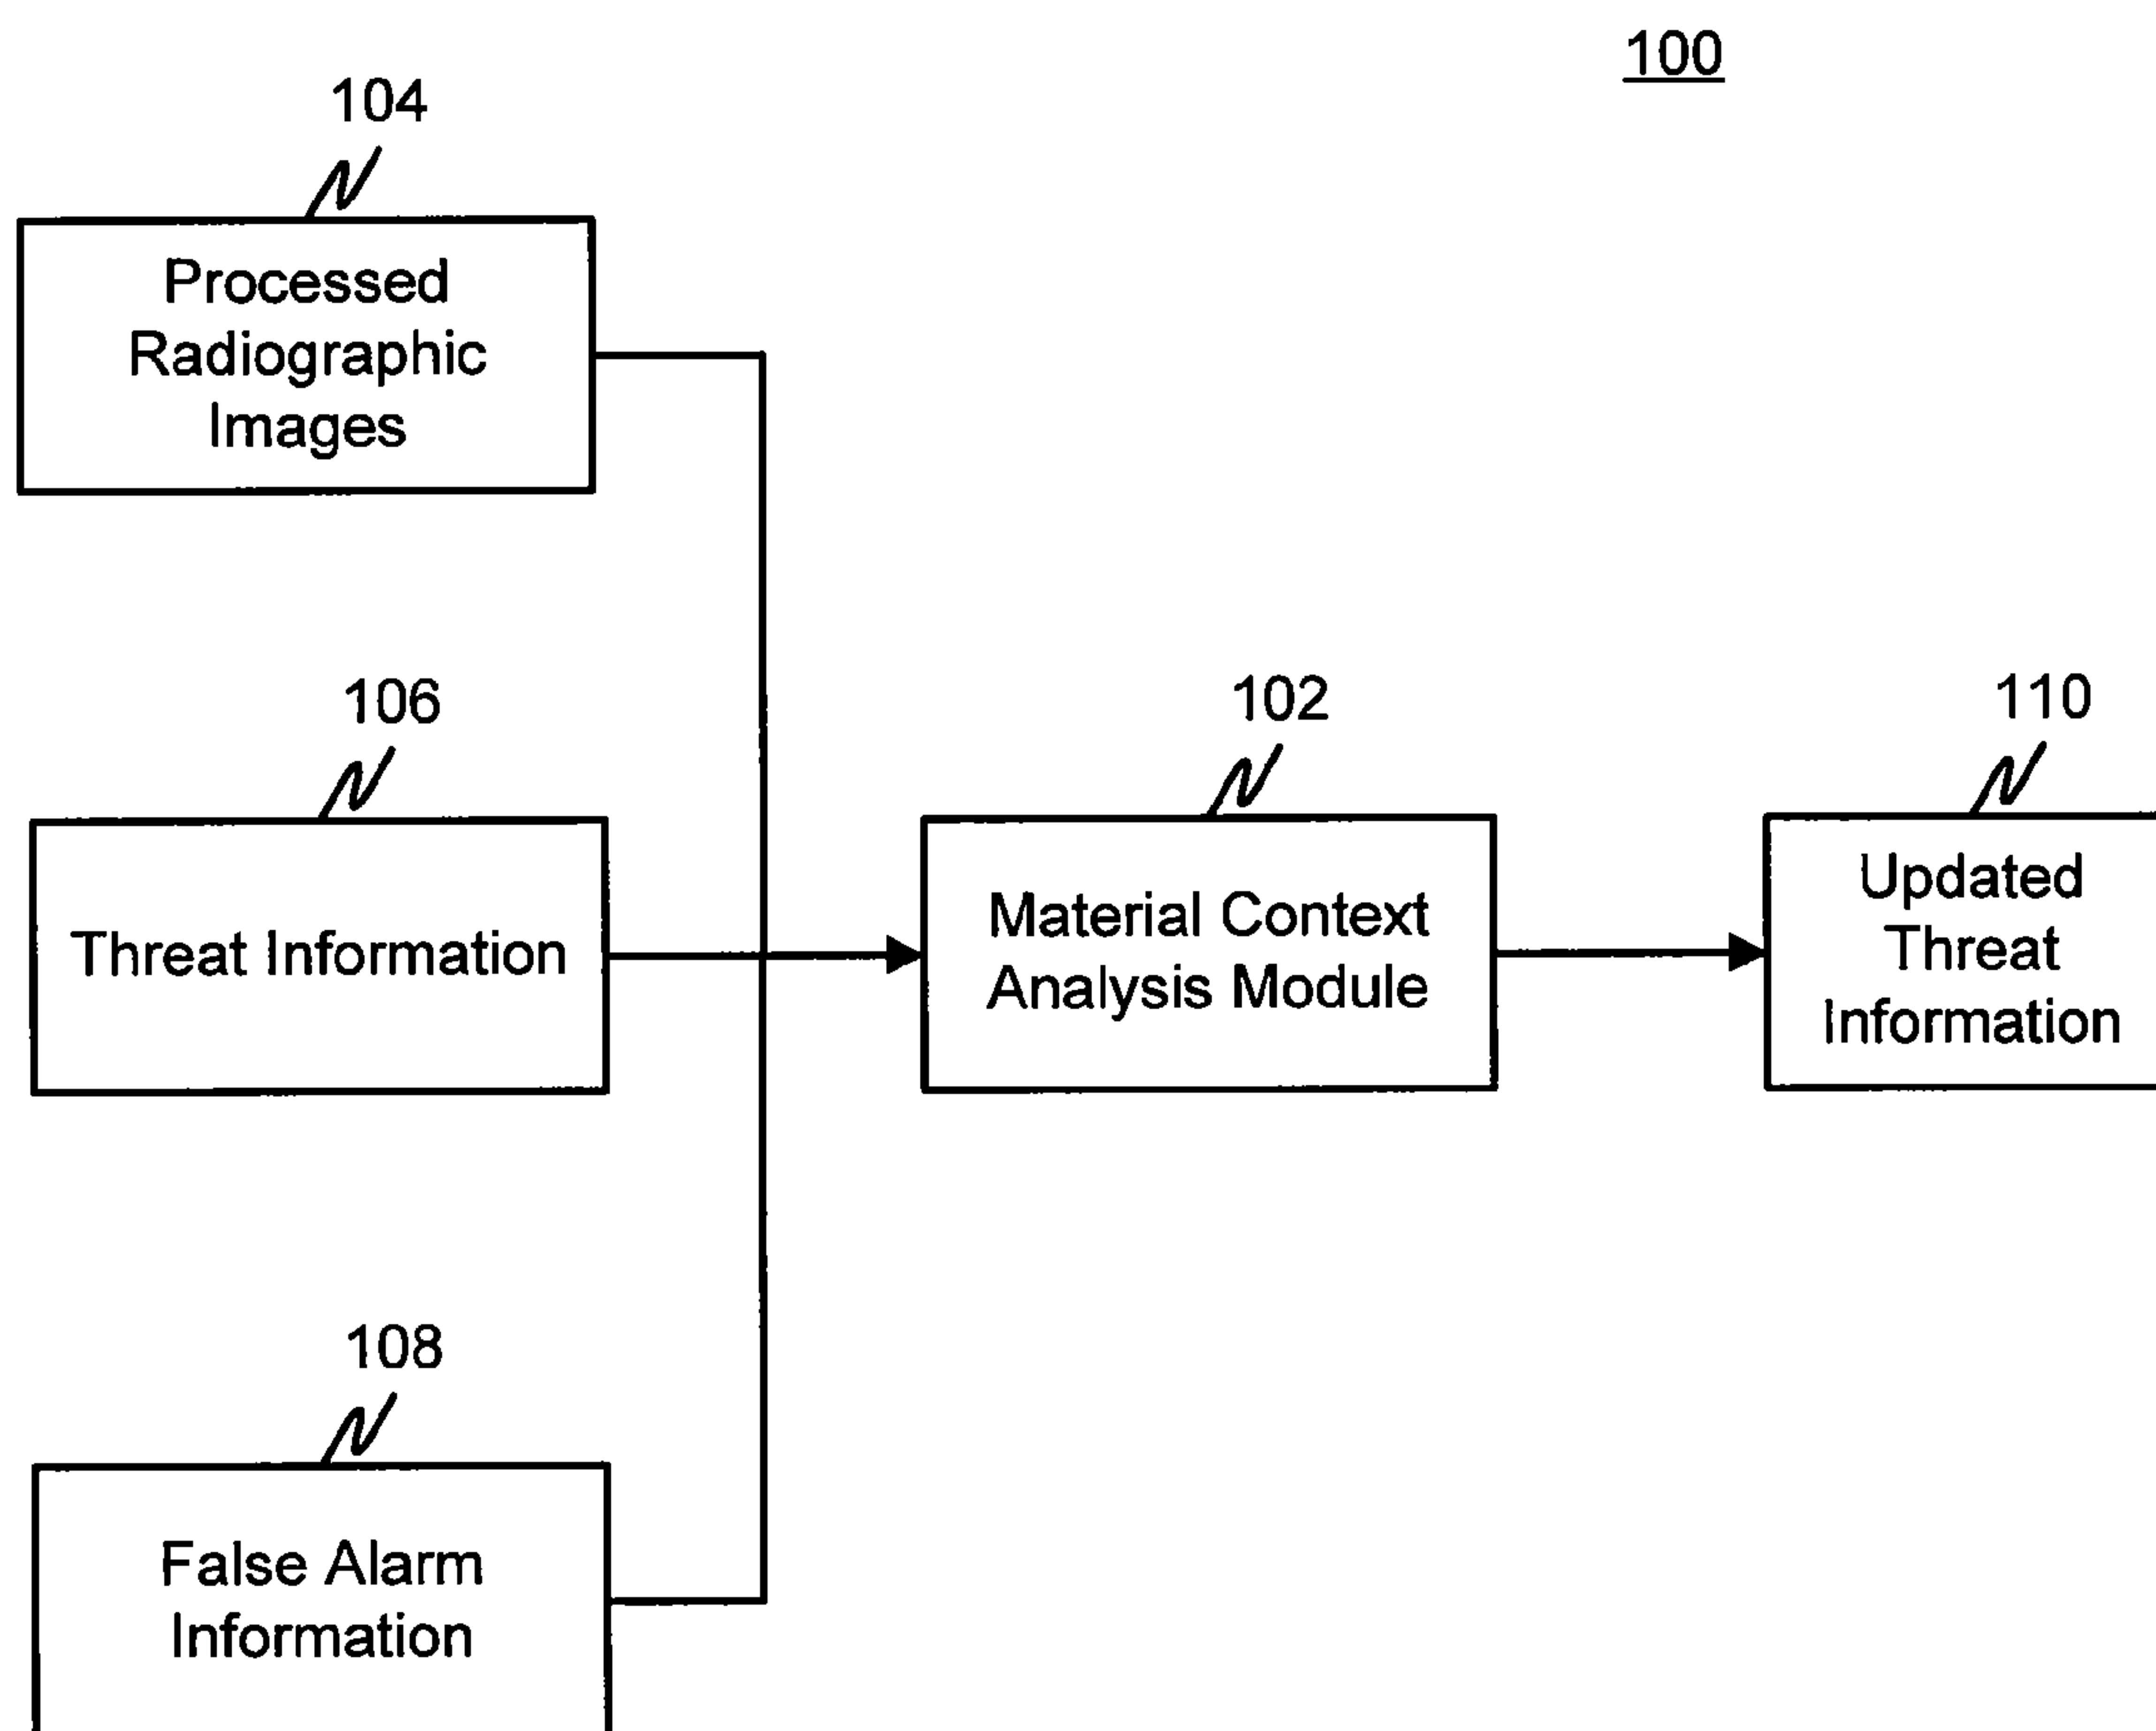 100
104
Processed
Radiographic
Images
106
Threat Information
102
Material Context
Analysis Module
110
Updated
Threat
Information
108
False Alarm
Information